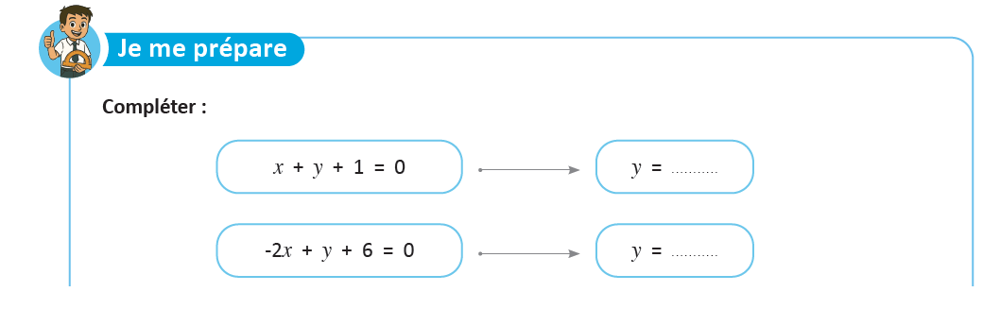 Je me prépare
Compléter :
x + y + 1 = 0 y = ...........
-2x + y + 6 = 0 y = ...........